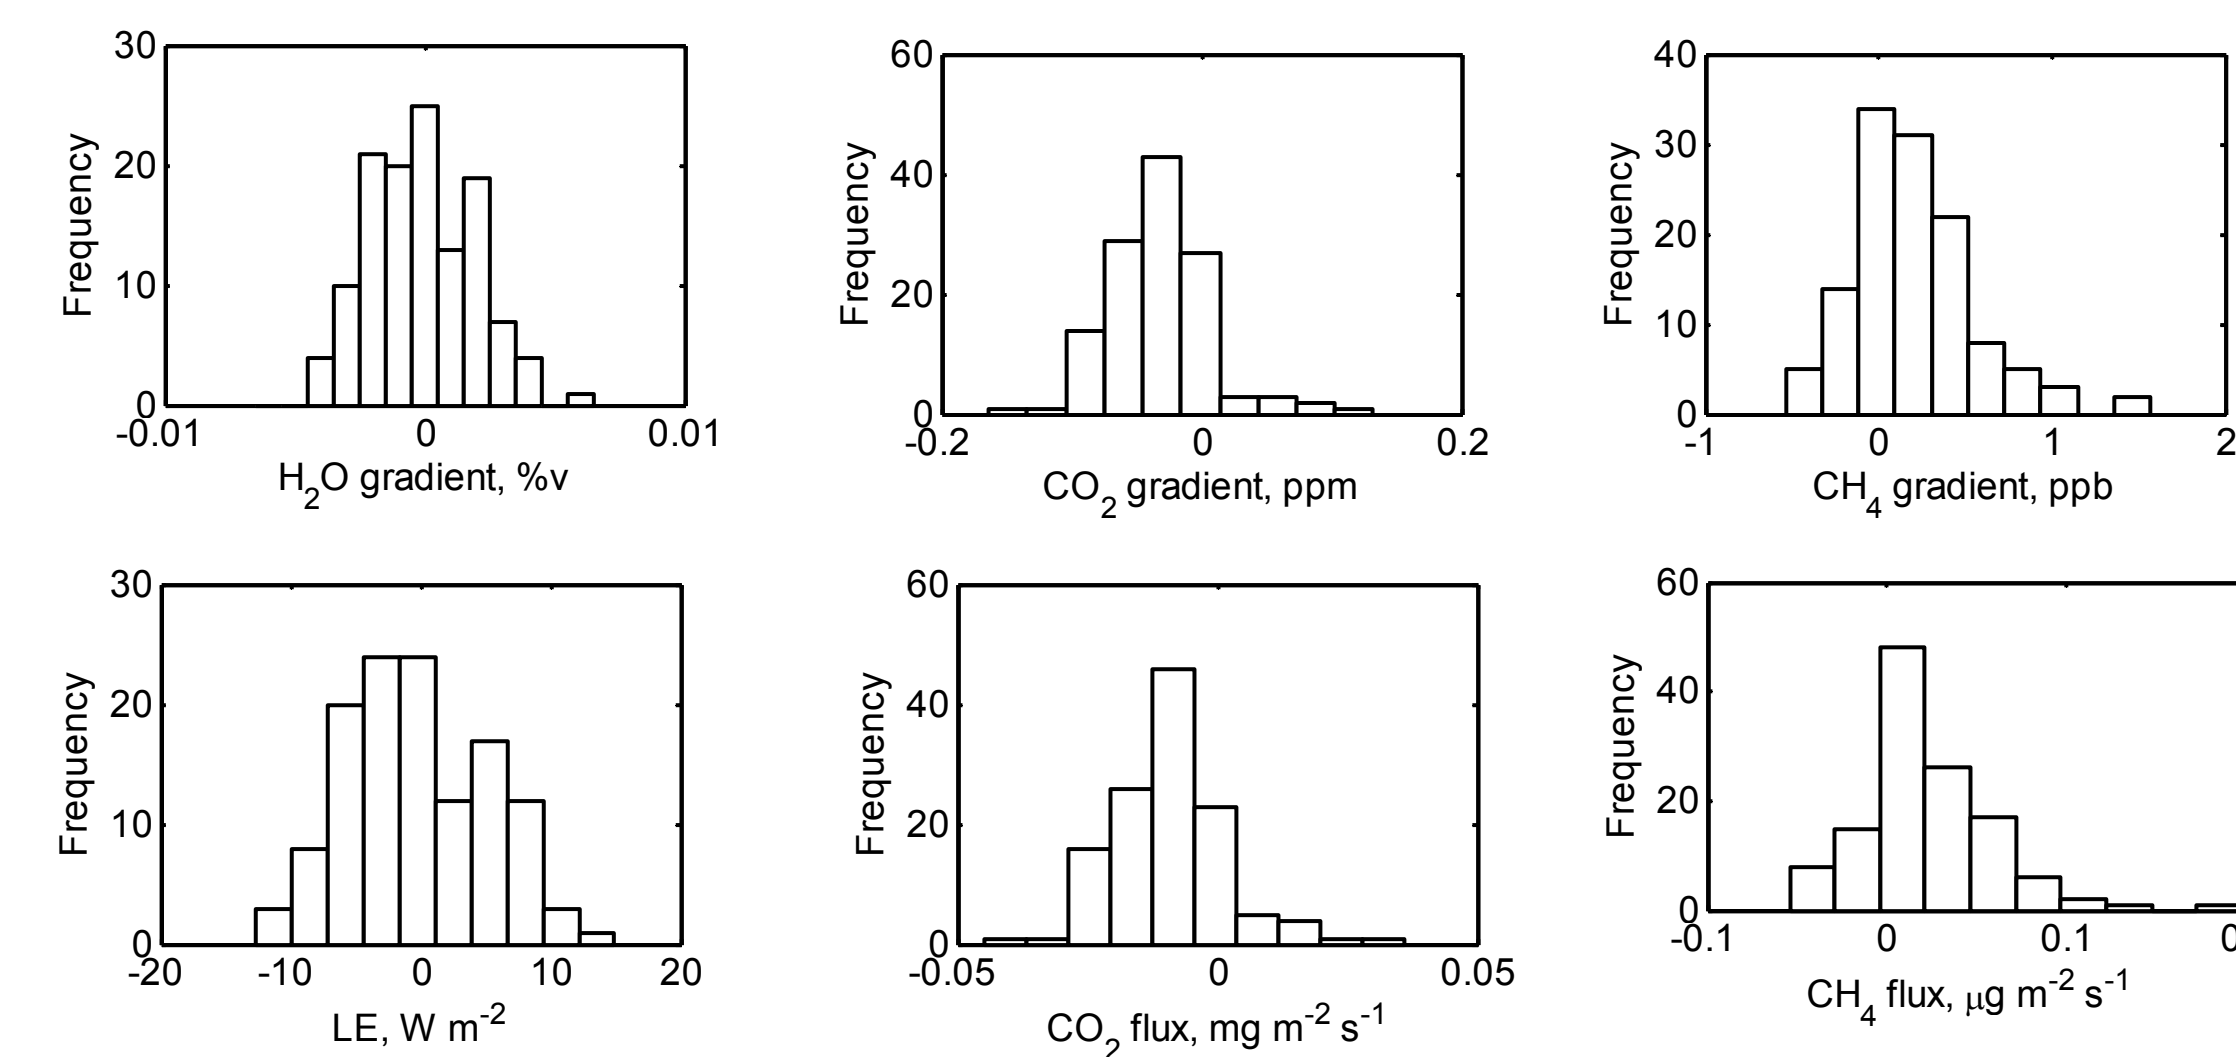 30
20
10
0
Frequency
-0.01 0 0.01
H2O gradient, %v
60
40
20
0
Frequency
-0.2 0 0.2
CO2 gradient, ppm
40
30
20
10
0
Frequency
-1 0 1 2
CH4 gradient, ppb
30
20
10
0
Frequency
-20 -10 0 10 20
LE, W m-2
60
40
20
0
Frequency
-0.05 0 0.05
CO2 flux, mg m-2 s-1
60
40
20
0
Frequency
-0.1 0 0.1
CH4 flux, μg m-2 s-1